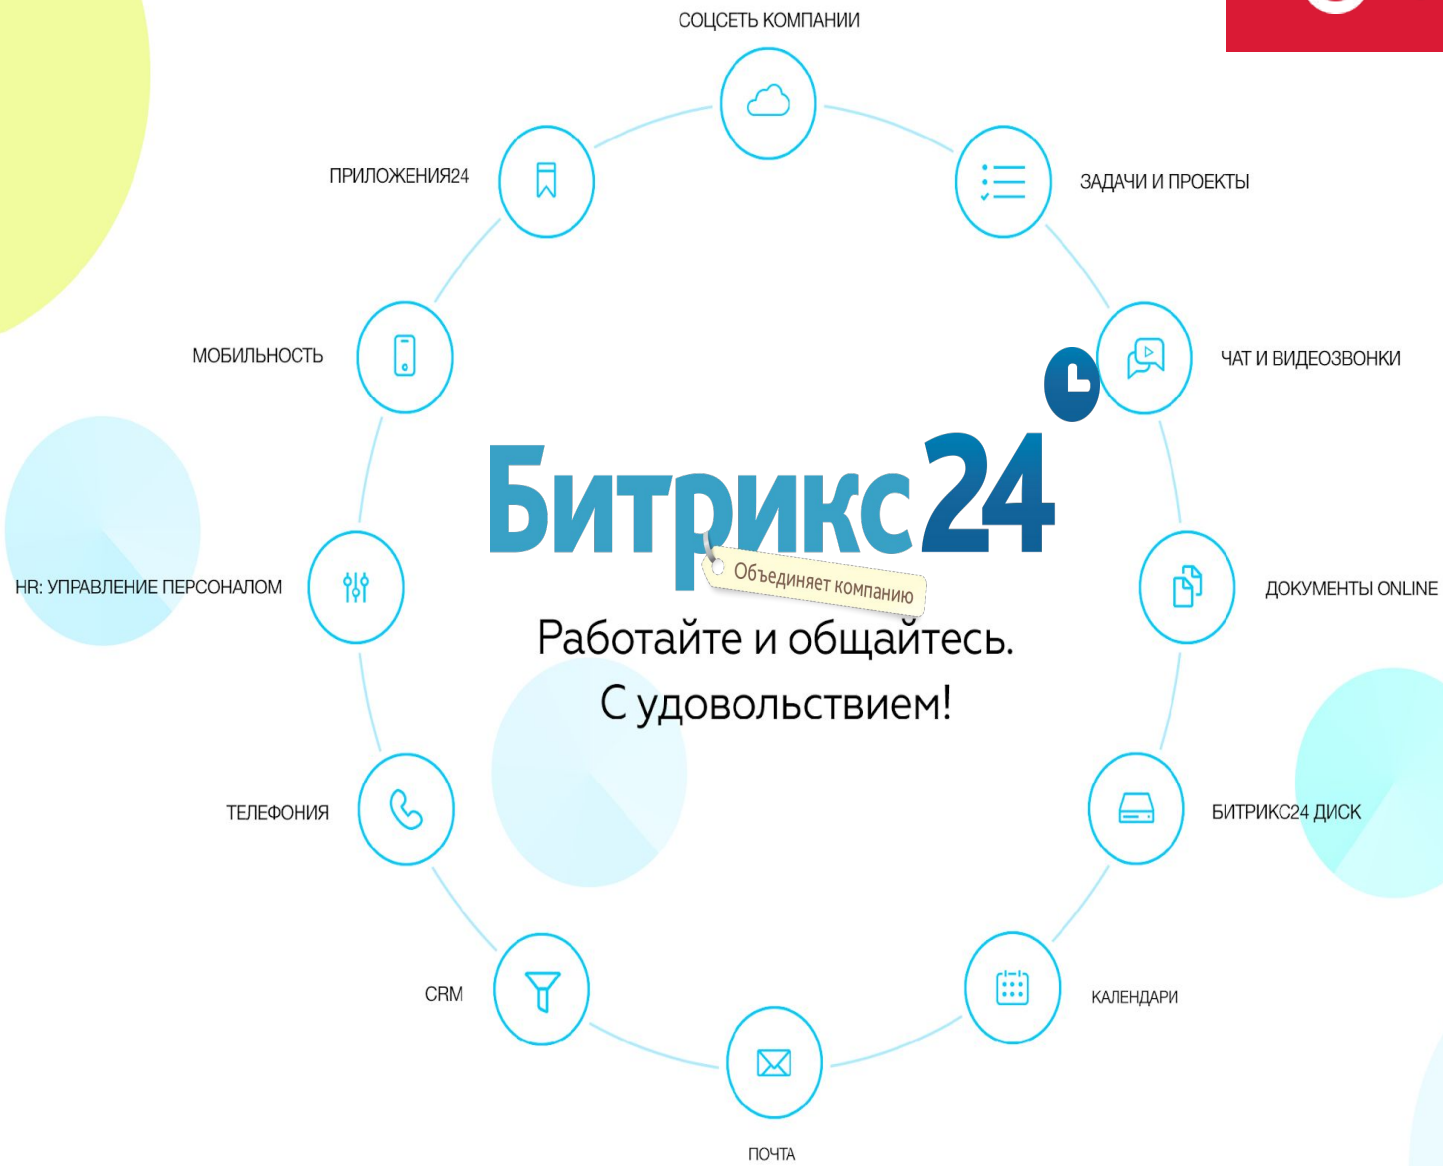 СОЦСЕТЬ КОМПАНИИ
ПРИЛОЖЕНИЯ24
ЗАДАЧИ И ПРОЕКТЫ
МОБИЛЬНОСТЬ
ЧАТ И ВИДЕОЗВОНКИ
Битрикс24
Объединяет компанию
HR: УПРАВЛЕНИЕ ПЕРСОНАЛОМ
ДОКУМЕНТЫ ONLINE
Работайте и общайтесь.
С удовольствием!
ТЕЛЕФОНИЯ
БИТРИКС24 ДИСК
CRM
КАЛЕНДАРИ
ПОЧТА